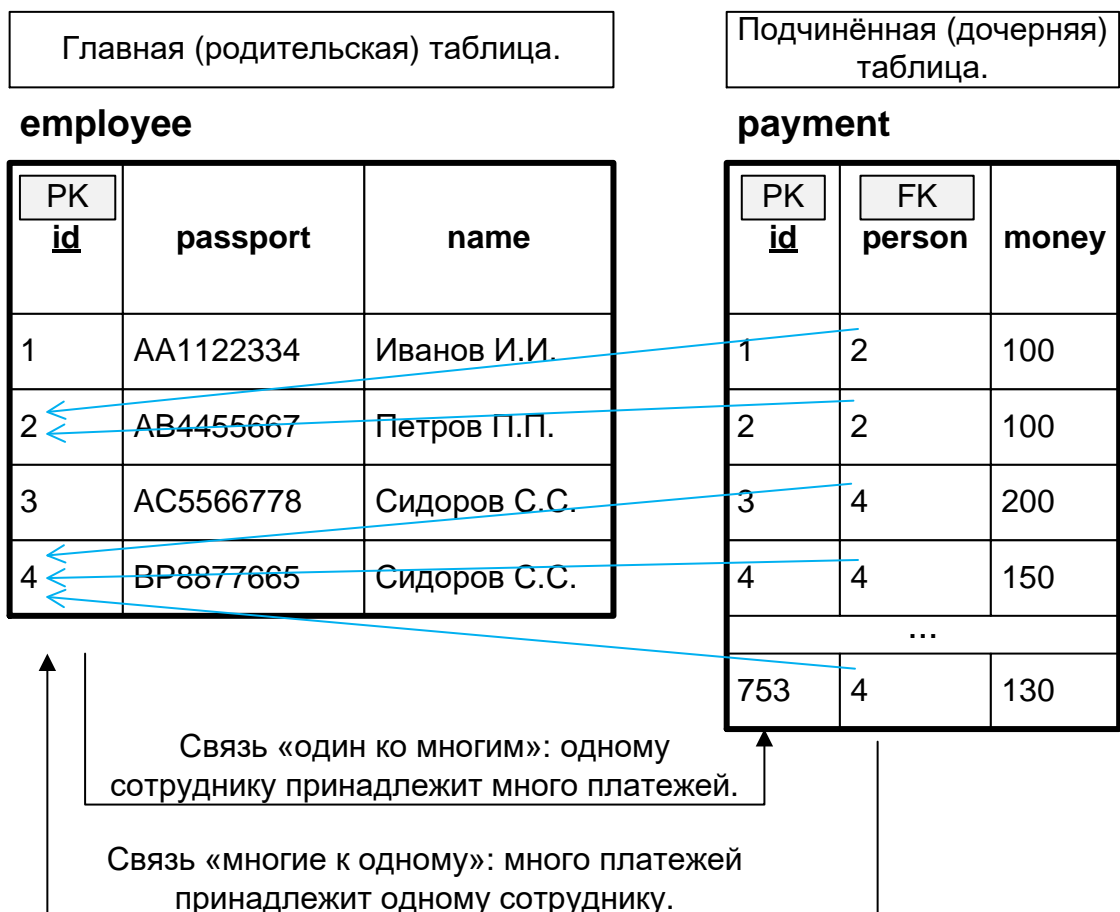 Главная (родительская) таблица.
Подчинённая (дочерняя)
таблица.
employee
payment
PK
id passport name
PK FK
id person money
1 AA1122334 Иванов И.И.
1 2 100
2 AB4455667 Петров П.П.
2 2 100
3 AC5566778 Сидоров С.С.
3 4 200
4 BP8877665 Сидоров С.С.
4 4 150
...
753 4 130
Связь «один ко многим»: одному
сотруднику принадлежит много платежей.
Связь «многие к одному»: много платежей
принадлежит одному сотруднику.